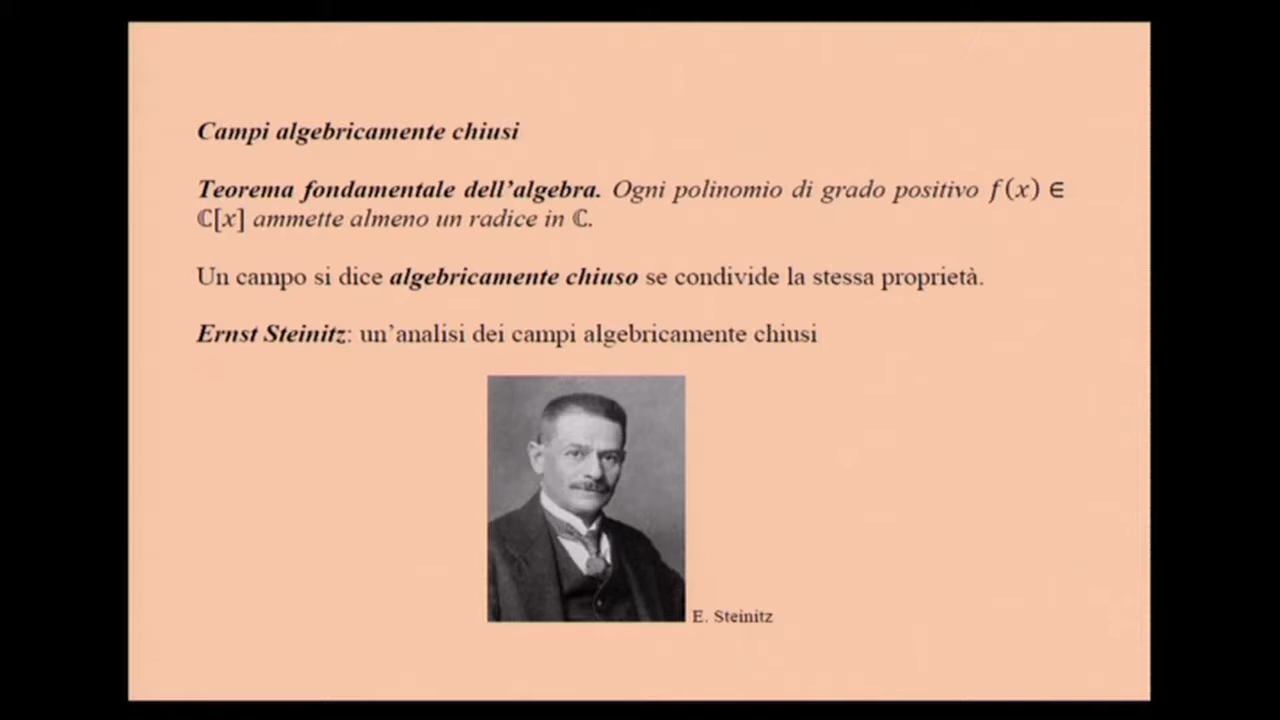 Campi algebricamente chiusi
Teorema fondamentale dell’algebra. Ogni polinomio di grado positivo f(x) ∈
ℂ[x] ammette almeno un radice in ℂ.
Un campo si dice algebricamente chiuso se condivide la stessa proprietà.
Ernst Steinitz: un’analisi dei campi algebricamente chiusi
E. Steinitz